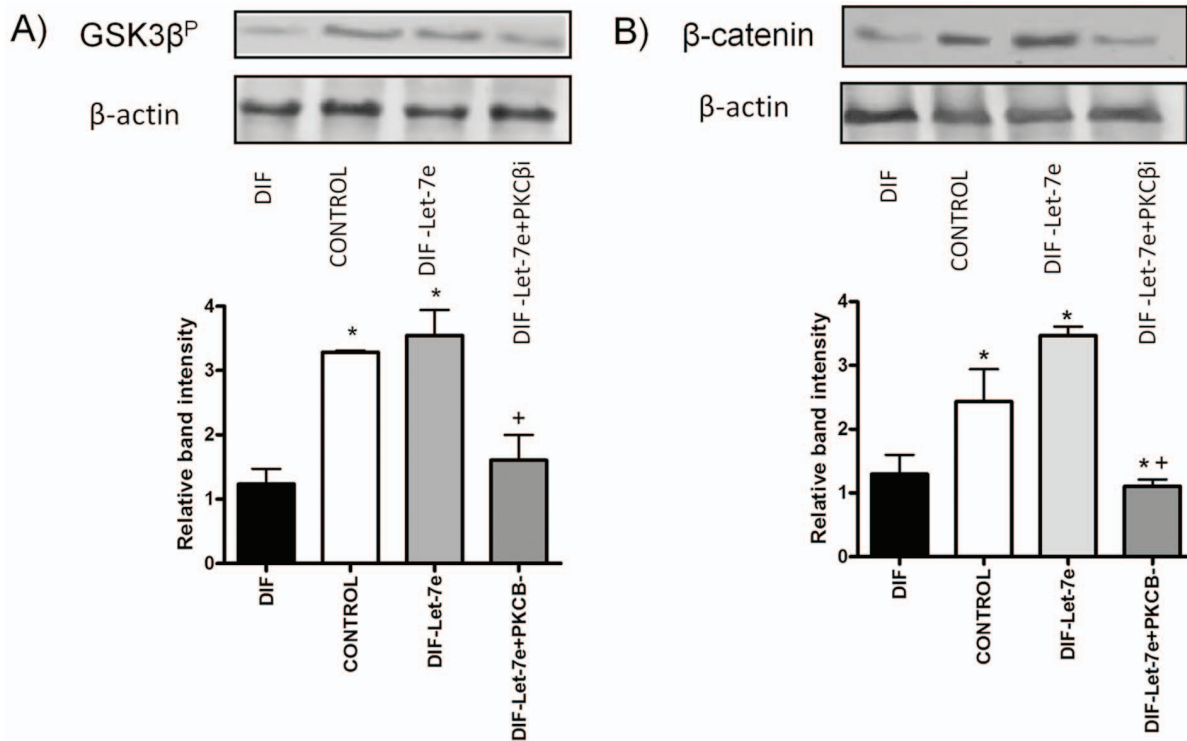 A)
GSK3βᴾ
β-actin
DIF
CONTROL
DIF -Let-7e
DIF -Let-7e+PKCβi
Relative band intensity
4
3
2
1
0
*
*
+
DIF
CONTROL
DIF-Let-7e
DIF-Let-7e+PKCB-
B)
β-catenin
β-actin
DIF
CONTROL
DIF -Let-7e
DIF -Let-7e+PKCβi
Relative band intensity
4
3
2
1
0
*
*
* +
DIF
CONTROL
DIF-Let-7e
DIF-Let-7e+PKCB-